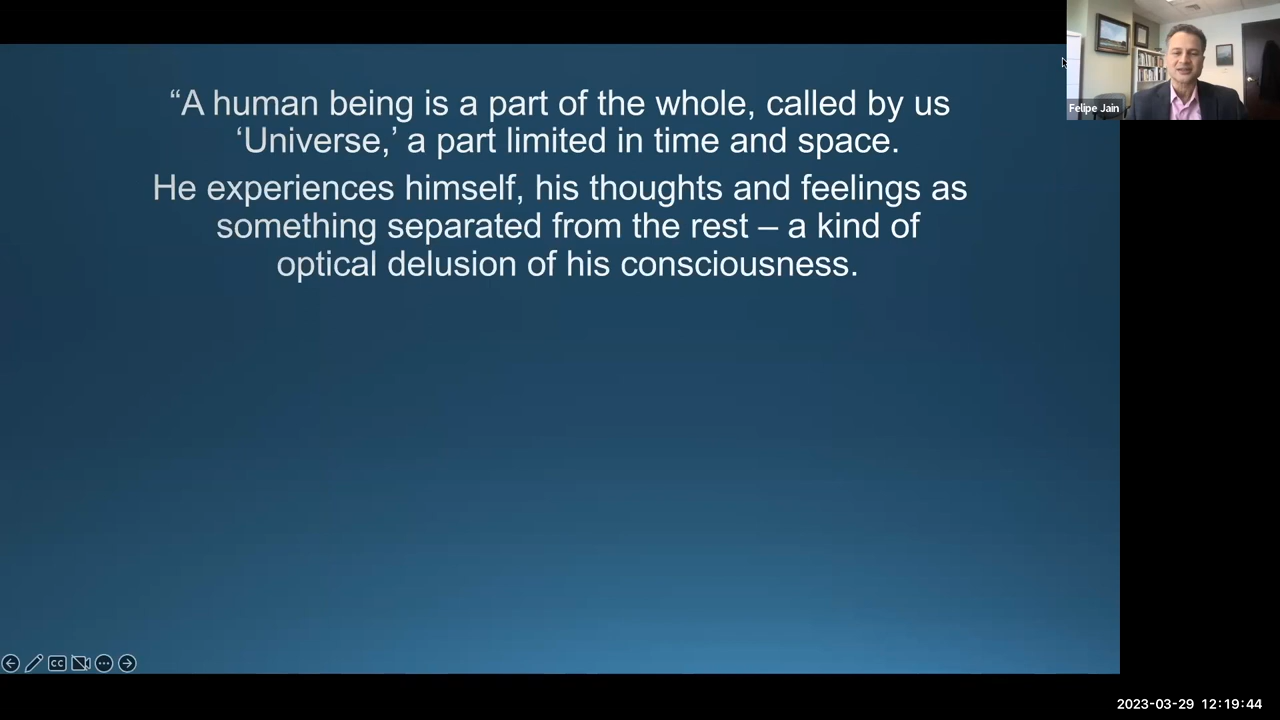 “A human being is a part of the whole, called by us
‘Universe,’ a part limited in time and space.
He experiences himself, his thoughts and feelings as
something separated from the rest – a kind of
optical delusion of his consciousness.
Felipe Jain
CC
2023-03-29 12:19:44